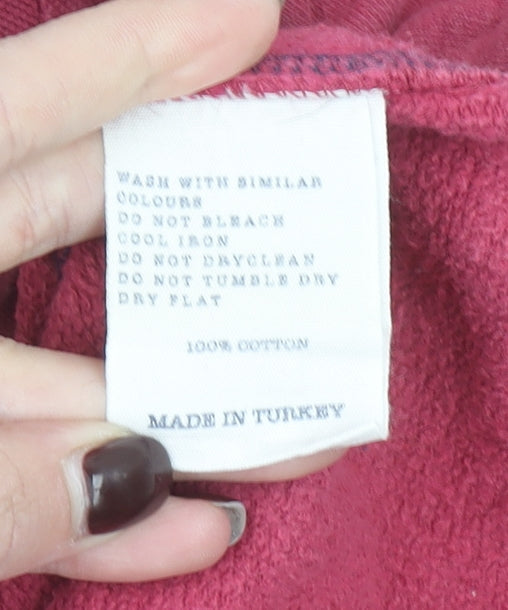 WASH WITH SIMILAR
COLOURS
DO NOT BLEACH
COOL IRON
DO NOT DRYCLEAN
DO NOT TUMBLE DRY
DRY FLAT
100% COTTON
MADE IN TURKEY